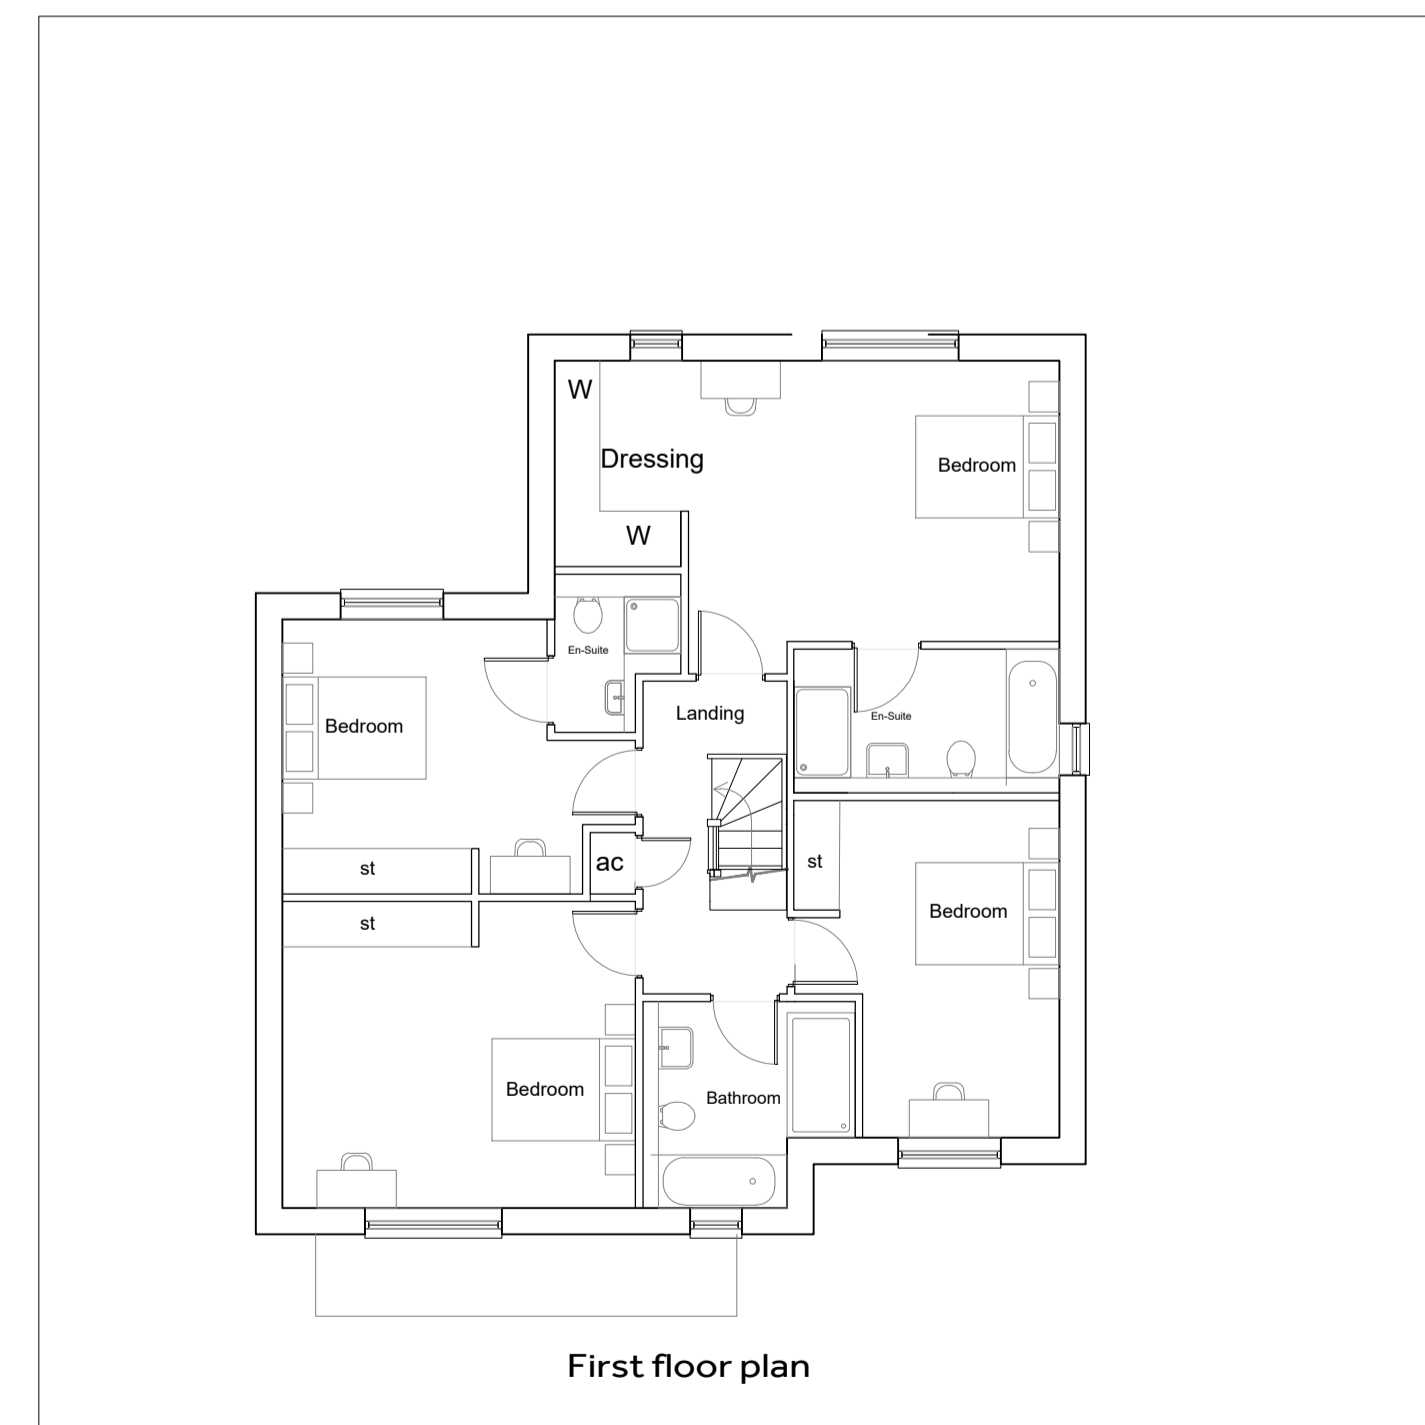 W
Dressing
Bedroom
W
En-Suite
Landing
En-Suite
Bedroom
st
ac
st
st
Bedroom
Bedroom
Bathroom
First floor plan